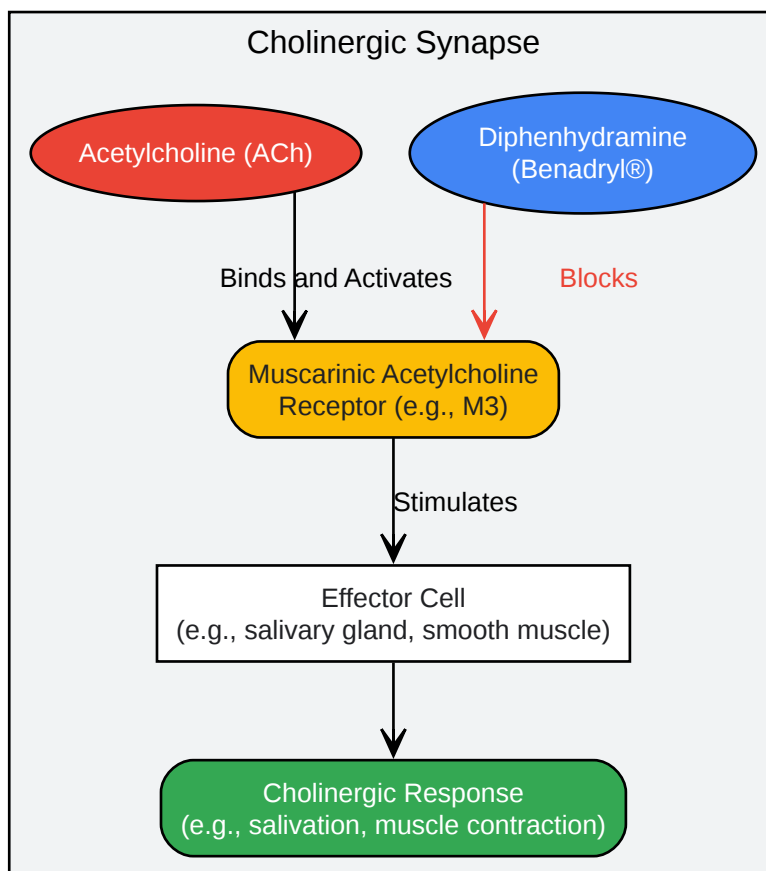 Cholinergic Synapse
Acetylcholine (ACh)
Diphenhydramine
(Benadryl®)
Binds and Activates
Blocks
Muscarinic Acetylcholine
Receptor (e.g., M3)
Stimulates
Effector Cell
(e.g., salivary gland, smooth muscle)
Cholinergic Response
(e.g., salivation, muscle contraction)